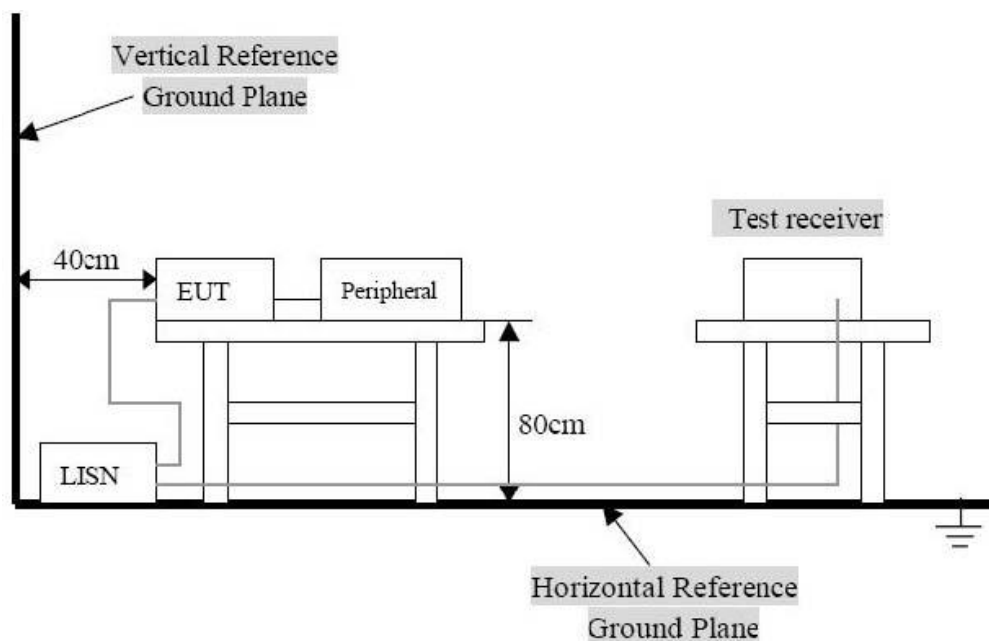 Vertical Reference
Ground Plane
Test receiver
40cm
EUT
Peripheral
80cm
LISN
Horizontal Reference
Ground Plane